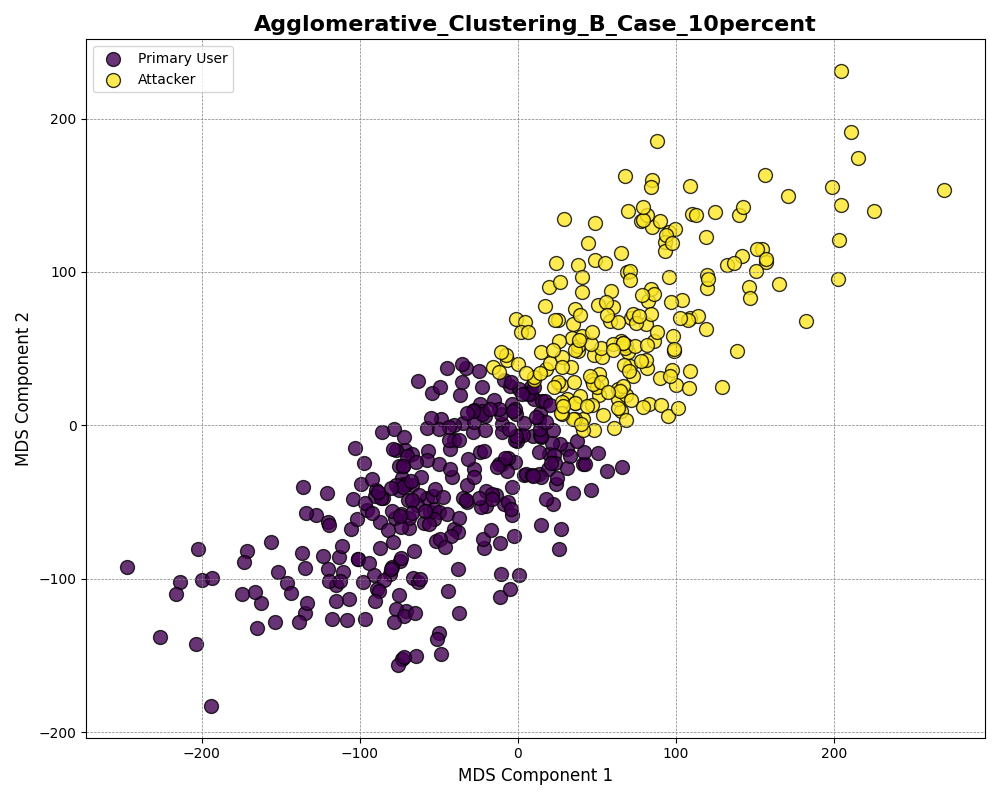 Agglomerative_Clustering_B_Case_10percent
Primary User
Attacker
200
100
0
−100
−200
MDS Component 2
−200
−100
0
100
200
MDS Component 1